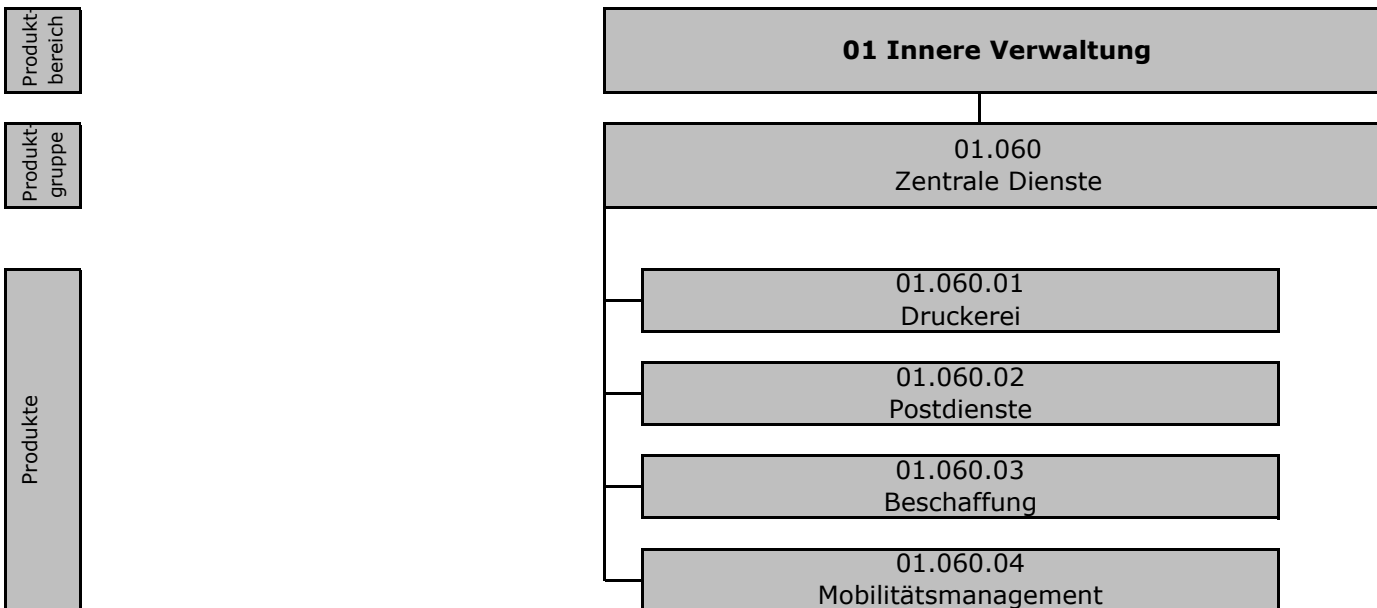 Produkt-
bereich
01 Innere Verwaltung
Produkt-
gruppe
01.060
Zentrale Dienste
Produkte
01.060.01
Druckerei
01.060.02
Postdienste
01.060.03
Beschaffung
01.060.04
Mobilitätsmanagement